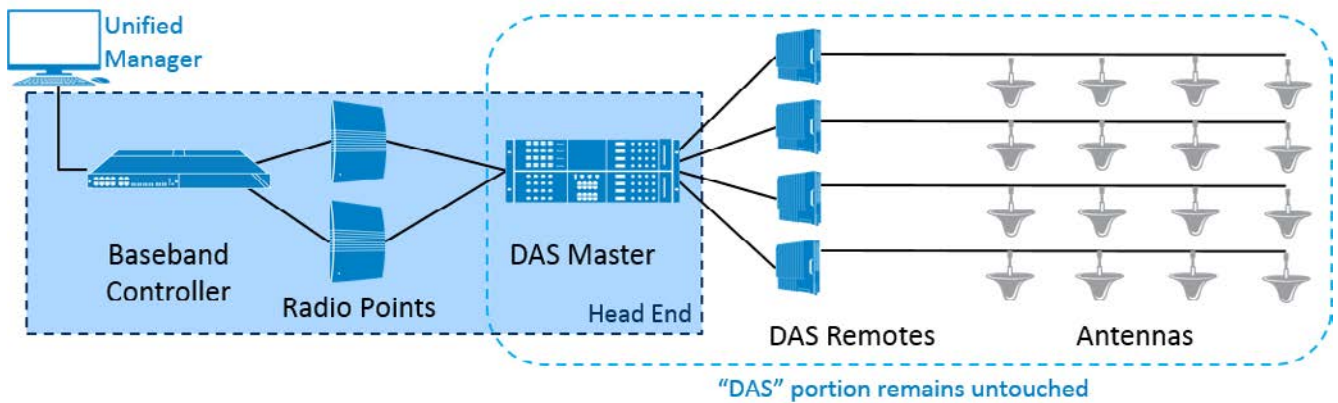 Unified
Manager
Baseband
Controller
Radio Points
DAS Master
Head End
DAS Remotes
Antennas
“DAS” portion remains untouched